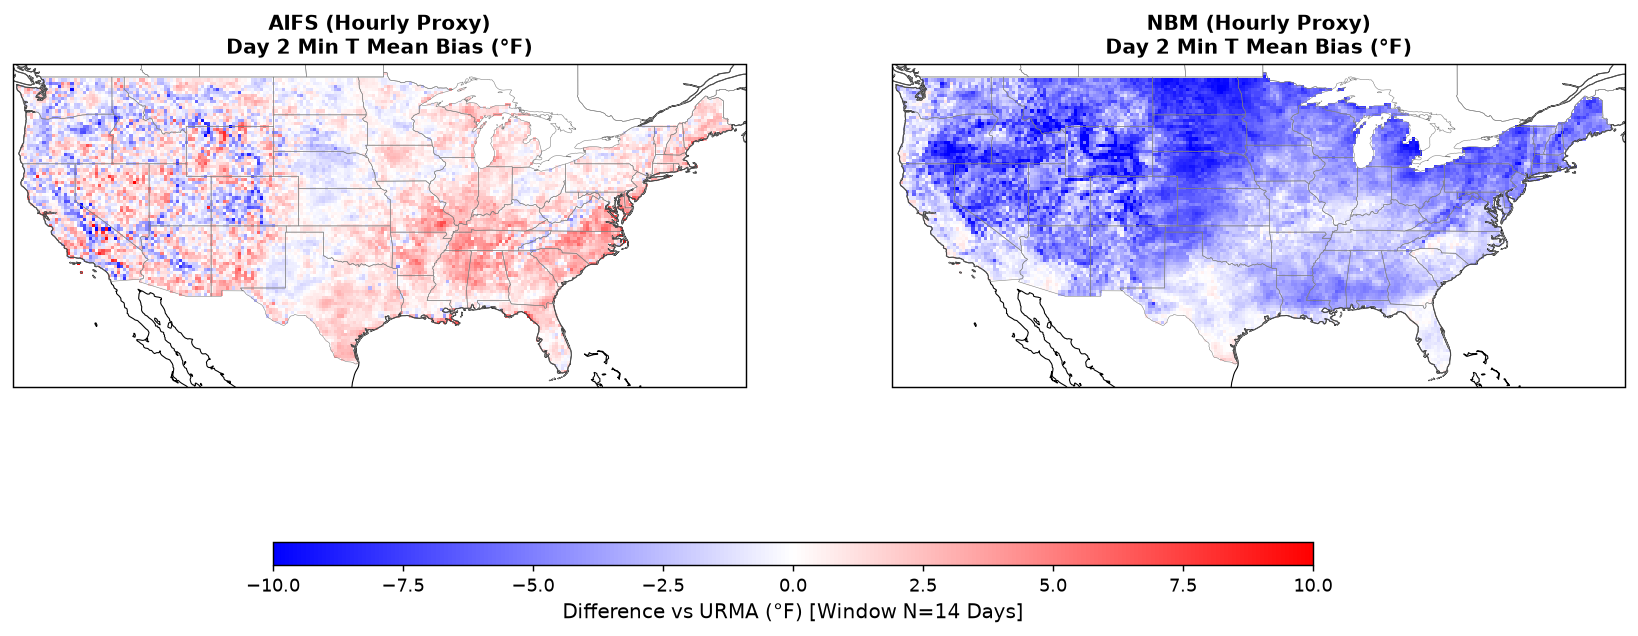 AIFS (Hourly Proxy)
Day 2 Min T Mean Bias (°F)
NBM (Hourly Proxy)
Day 2 Min T Mean Bias (°F)
−10.0 −7.5 −5.0 −2.5 0.0 2.5 5.0 7.5 10.0
Difference vs URMA (°F) [Window N=14 Days]